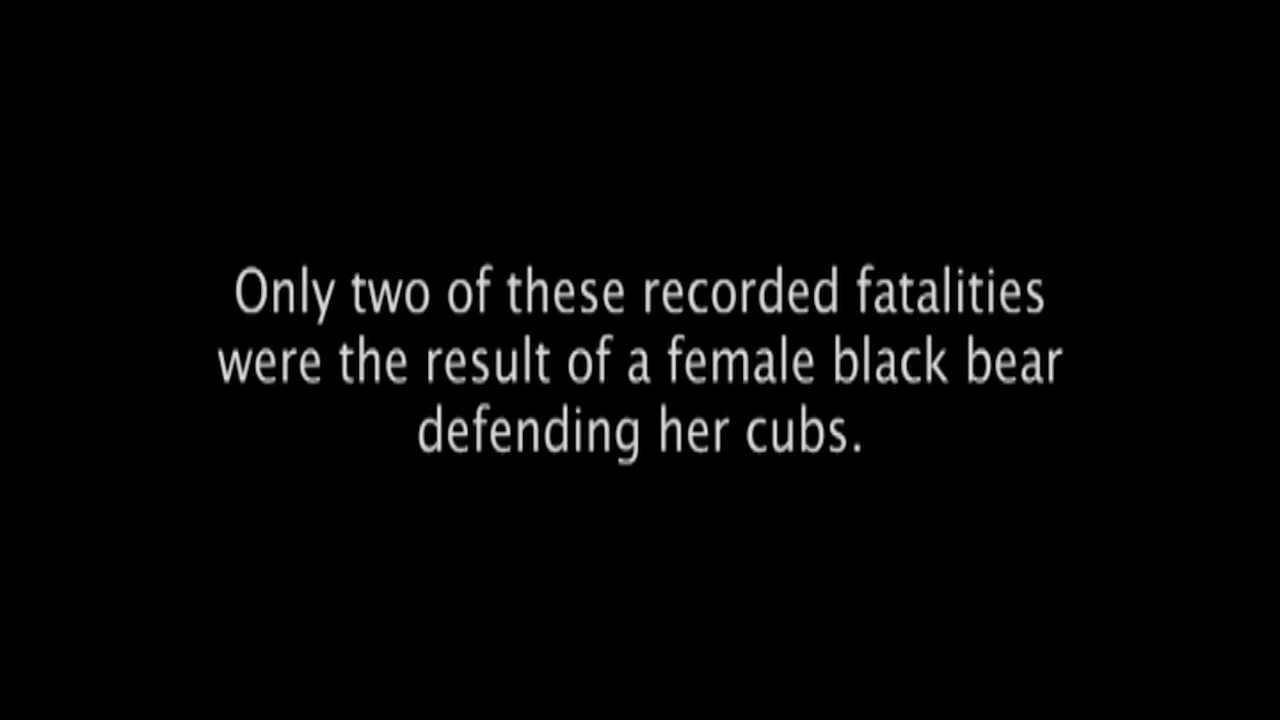 Only two of these recorded fatalities
were the result of a female black bear
defending her cubs.